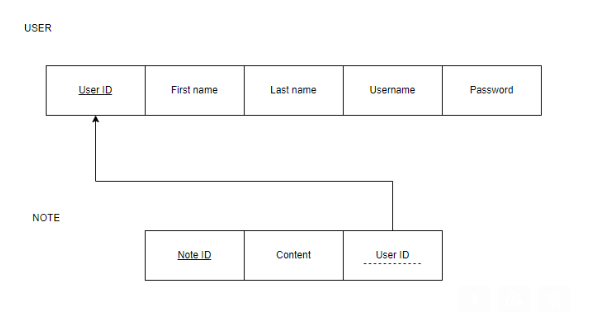 USER
User ID
First name
Last name
Username
Password
NOTE
Note ID
Content
User ID